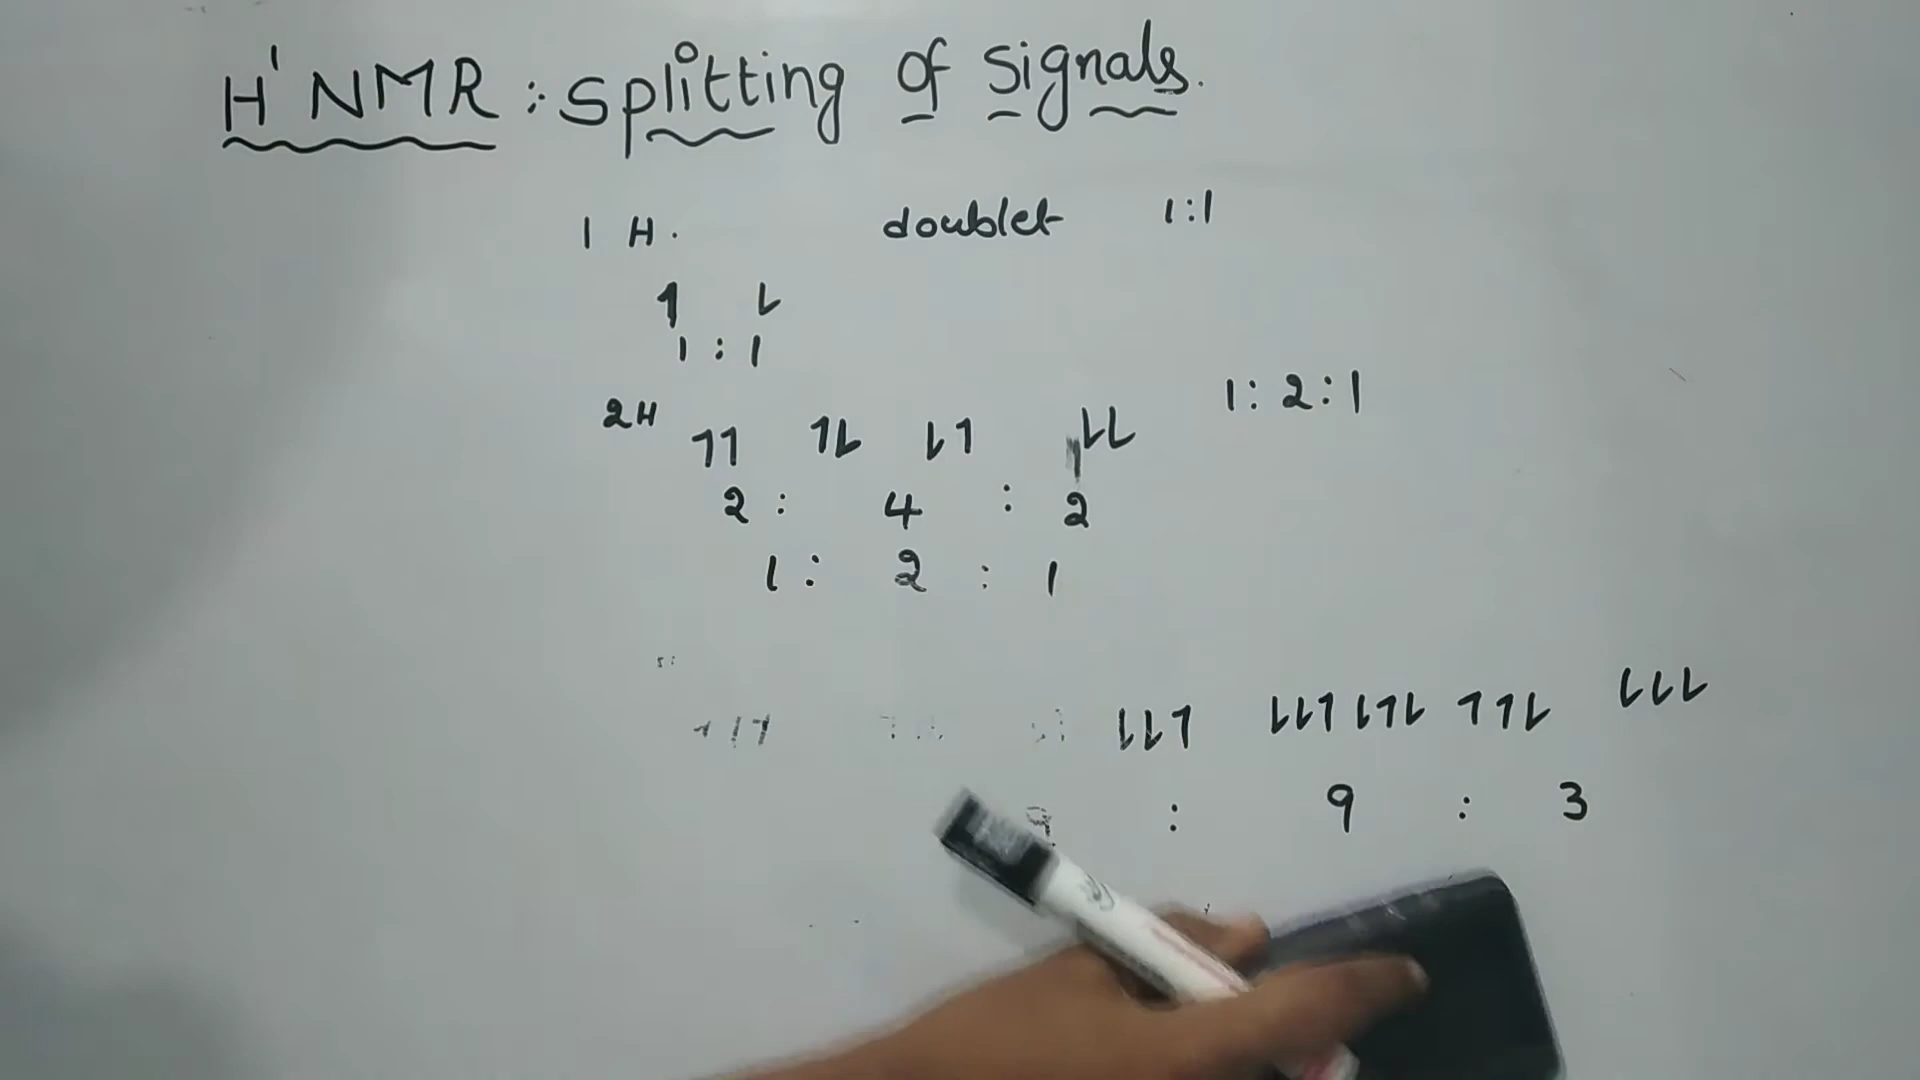 H' NMR : splitting of signals.
1 H. doublet 1:1
↿ ⇂
1 : 1
2H ↿↿ ↿⇂ ⇂↿ ⇂⇂ 1 : 2 : 1
2 : 4 : 2
1 : 2 : 1
⇂⇂↿ ⇂⇂↿ ⇂↿⇂ ↿↿⇂ ⇂⇂⇂
9 : 9 : 3